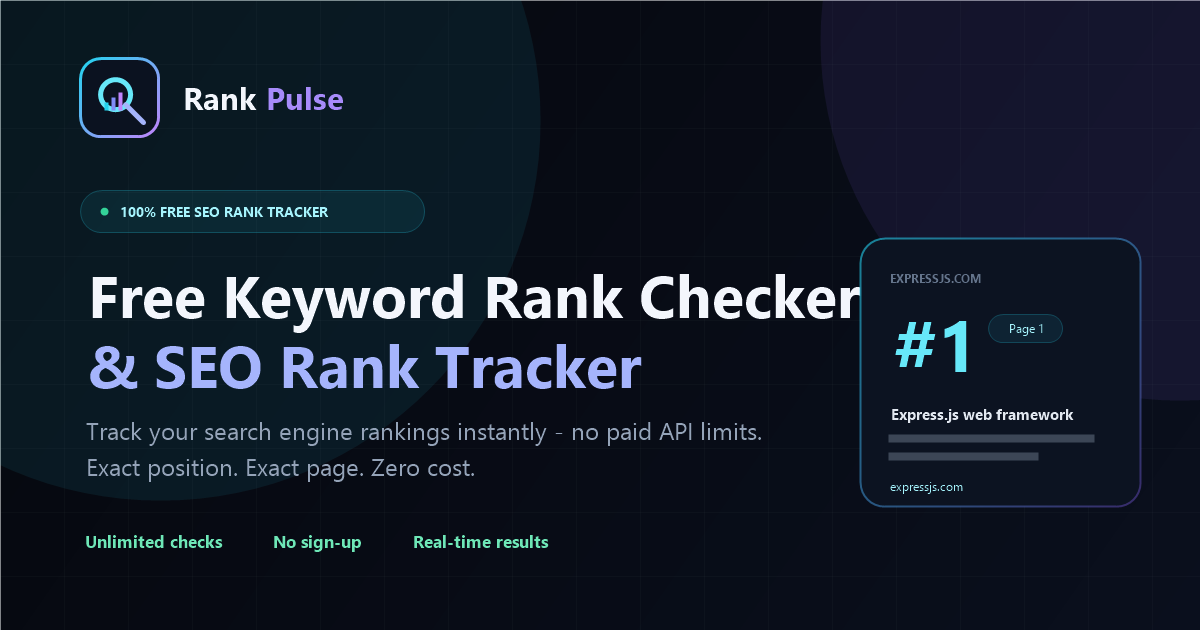 Rank Pulse
100% FREE SEO RANK TRACKER
Free Keyword Rank Checker
& SEO Rank Tracker
Track your search engine rankings instantly - no paid API limits.
Exact position. Exact page. Zero cost.
Unlimited checks
No sign-up
Real-time results
EXPRESSJS.COM
#1
Page 1
Express.js web framework
expressjs.com